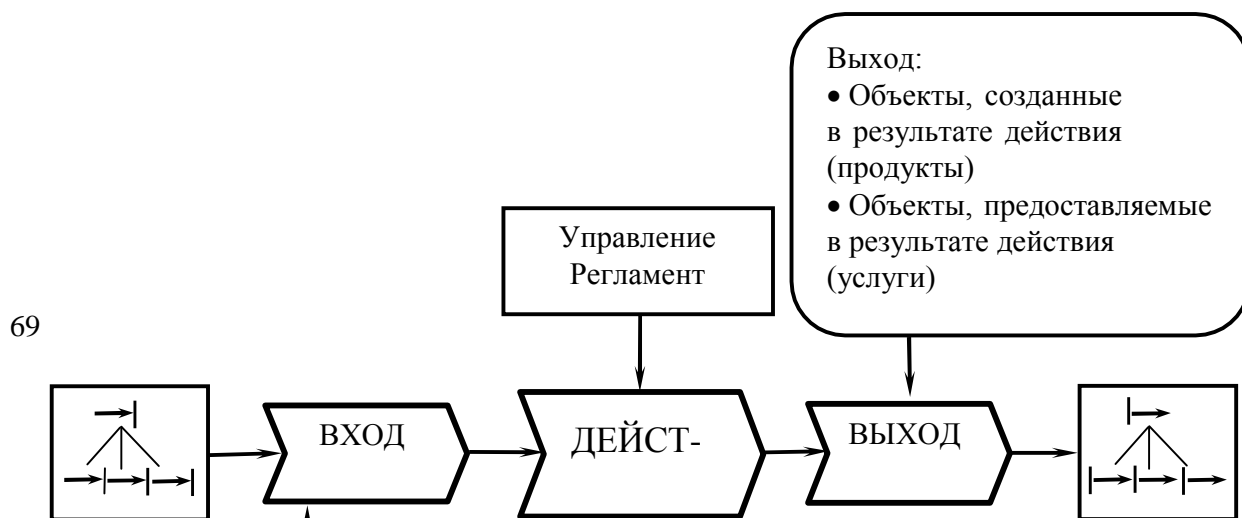 Выход:
• Объекты, созданные
в результате действия
(продукты)
• Объекты, предоставляемые
в результате действия
(услуги)
Управление
Регламент
69
ВХОД
ДЕЙСТ-
ВЫХОД